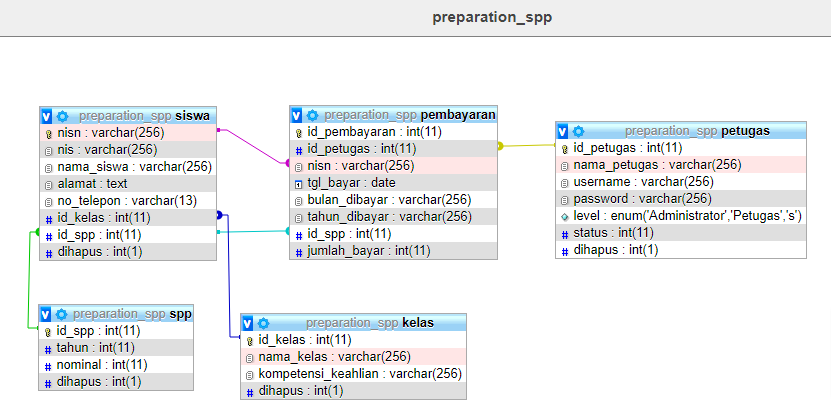 preparation_spp
preparation_spp siswa
nisn : varchar(256)
nis : varchar(256)
nama_siswa : varchar(256)
alamat : text
no_telepon : varchar(13)
id_kelas : int(11)
id_spp : int(11)
dihapus : int(1)
preparation_spp pembayaran
id_pembayaran : int(11)
id_petugas : int(11)
nisn : varchar(256)
tgl_bayar : date
bulan_dibayar : varchar(256)
tahun_dibayar : varchar(256)
id_spp : int(11)
jumlah_bayar : int(11)
preparation_spp petugas
id_petugas : int(11)
nama_petugas : varchar(256)
username : varchar(256)
password : varchar(256)
level : enum('Administrator','Petugas','s')
status : int(11)
dihapus : int(1)
preparation_spp spp
id_spp : int(11)
tahun : int(11)
nominal : int(11)
dihapus : int(1)
preparation_spp kelas
id_kelas : int(11)
nama_kelas : varchar(256)
kompetensi_keahlian : varchar(256)
dihapus : int(1)